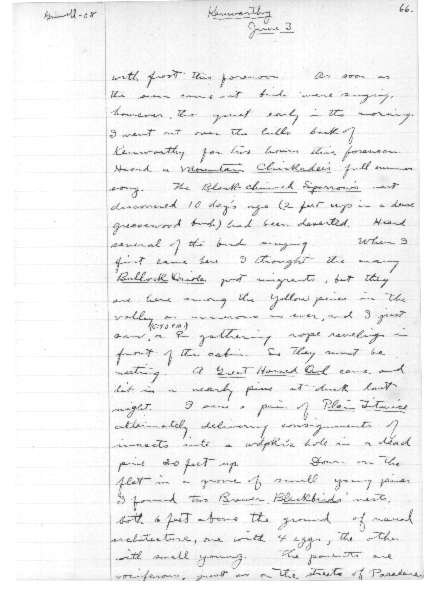 Grinnell-08
Kenworthy
66.
June 3
with frost this forenoon. As soon as
the sun came out birds were singing,
however, tho quiet early in the morning.
I went out over the hills back of
Kenworthy for two hours this forenoon.
Heard a Mountain Chickadee's full summer
song. The Black-chinned Sparrow's nest
discovered 10 day's ago (2 feet up in a dense
greasewood bush) had been deserted. Heard
several of the birds singing. When I
first came here I thought the many
Bullock Oriole just migrants, but they
are here among the yellow pines in the
valley as numerous as ever, and I just
saw a ♀ gathering rope ravelings in
front of the cabin. So they must be
nesting. A Great Horned Owl came and
lit in a nearby pine at dusk last
night. I saw a pair of Plain Titmice
alternately delivering consignments of
insects into a hole in a dead
pine 20 feet up. Down on the
flat in a grove of small young pines
I found two Brewer Blackbirds' nests,
both 6 feet above the ground of usual
architecture, one with 4 eggs, the other
with small young. The parents are
vociferous, just as on the streets of Pasadena.